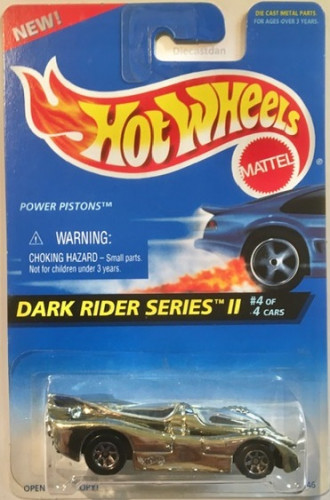 NEW!
DIE CAST METAL PARTS
FOR AGES OVER 3 YEARS.
Diecastdan
HOT WHEELS
MATTEL
POWER PISTONS™
⚠ WARNING:
CHOKING HAZARD – Small parts.
Not for children under 3 years.
DARK RIDER SERIES™ II
#4 OF
4 CARS
OPEN